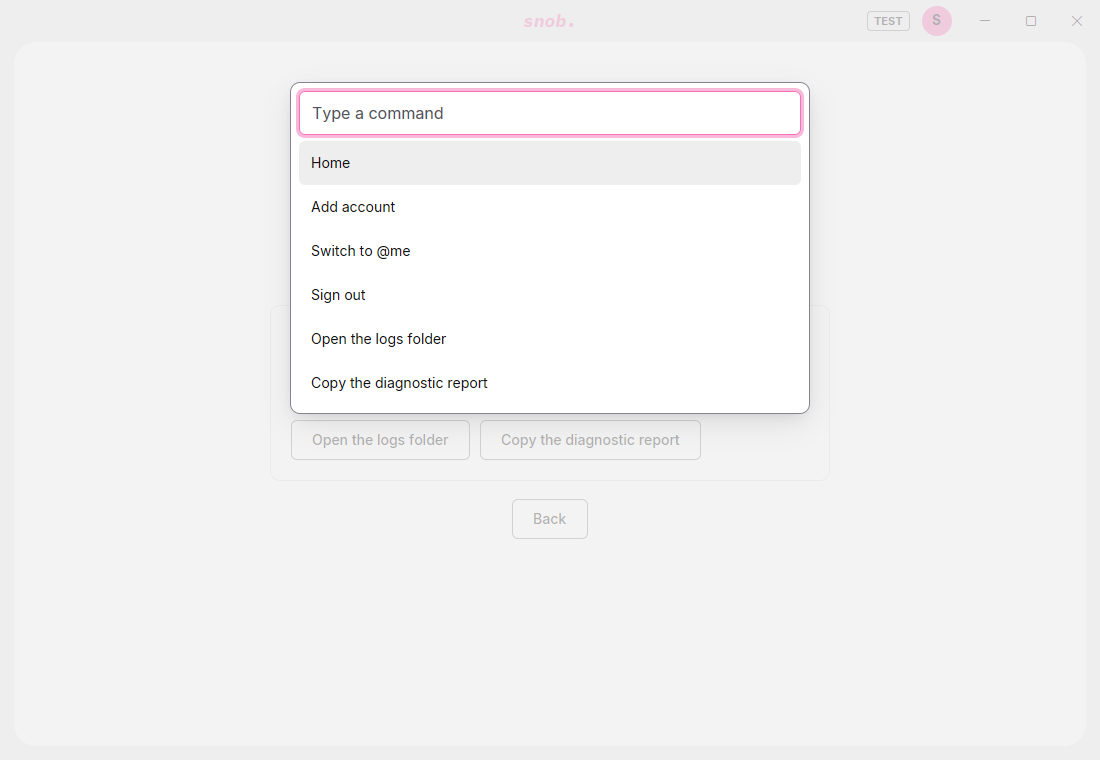 snob.
TEST
S
Type a command
Home
Add account
Switch to @me
Sign out
Open the logs folder
Copy the diagnostic report
Open the logs folder
Copy the diagnostic report
Back